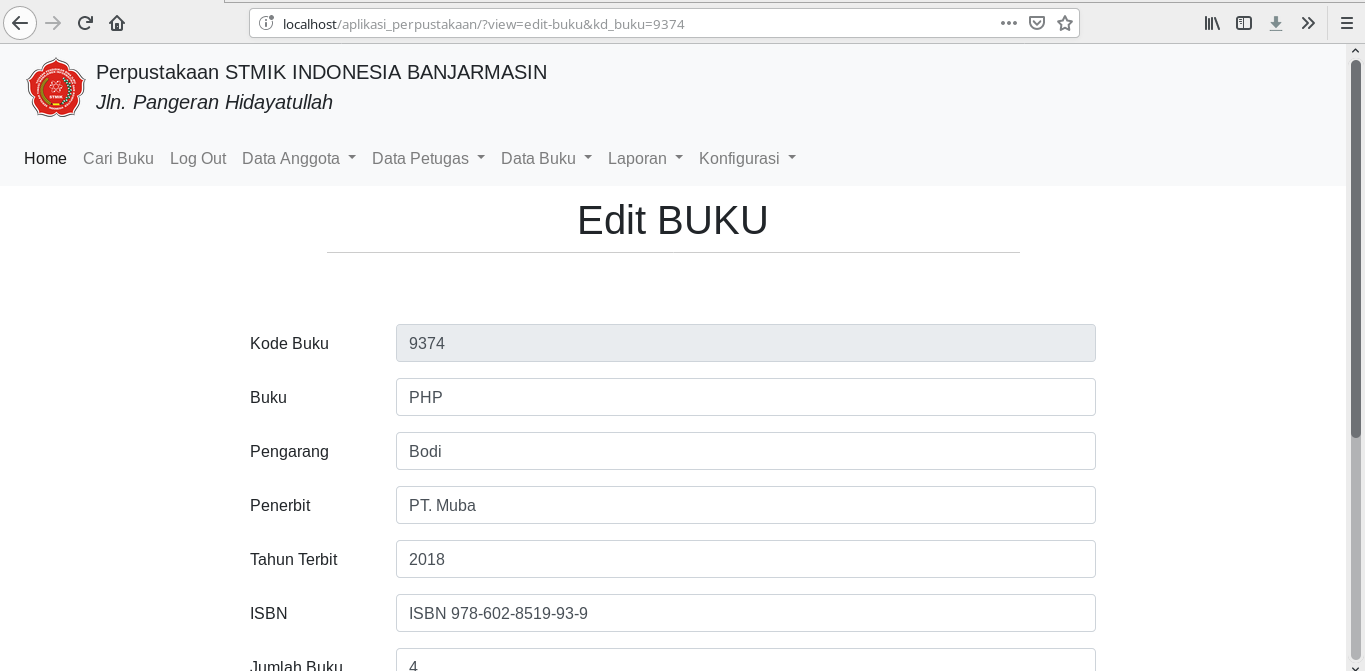 localhost/aplikasi_perpustakaan/?view=edit-buku&kd_buku=9374
Perpustakaan STMIK INDONESIA BANJARMASIN
Jln. Pangeran Hidayatullah
Home Cari Buku Log Out Data Anggota Data Petugas Data Buku Laporan Konfigurasi
Edit BUKU
Kode Buku 9374
Buku PHP
Pengarang Bodi
Penerbit PT. Muba
Tahun Terbit 2018
ISBN ISBN 978-602-8519-93-9
Jumlah Buku 4